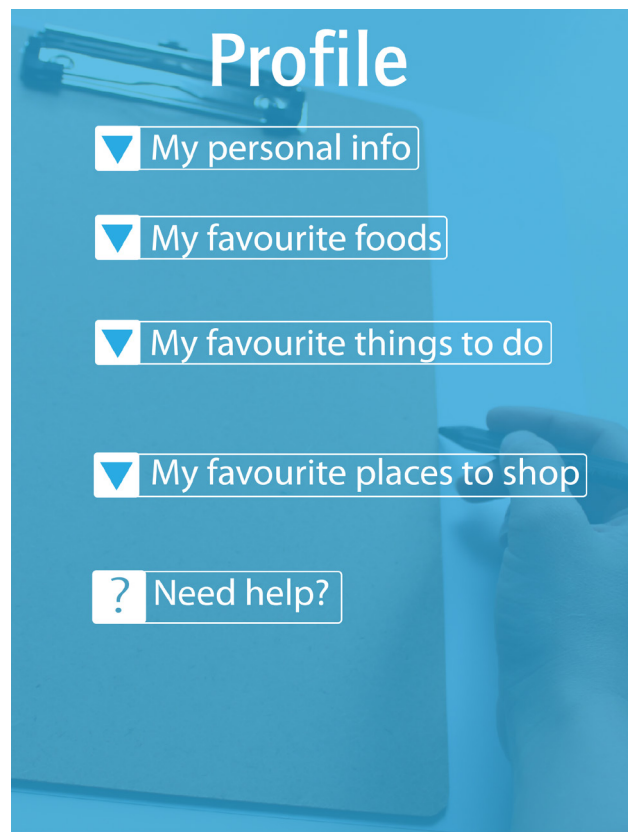 Profile
My personal info
My favourite foods
My favourite things to do
My favourite places to shop
? Need help?